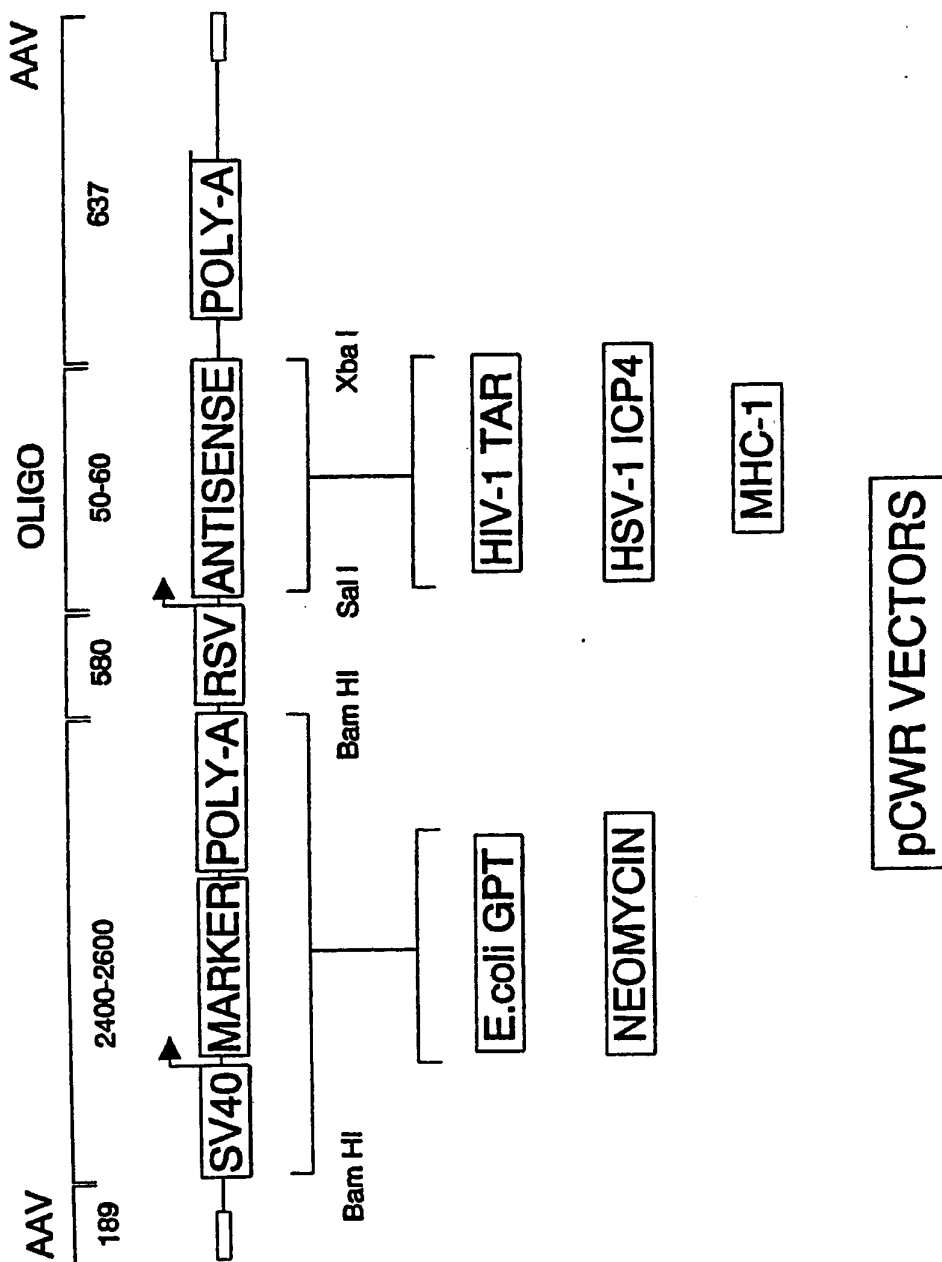 AAV OLIGO AAV
189 2400-2600 580 50-60 637
SV40 MARKER POLY-A RSV ANTISENSE POLY-A
Bam HI Bam HI Sal I Xba I
E.coli GPT HIV-1 TAR
NEOMYCIN HSV-1 ICP4
MHC-1
pCWR VECTORS